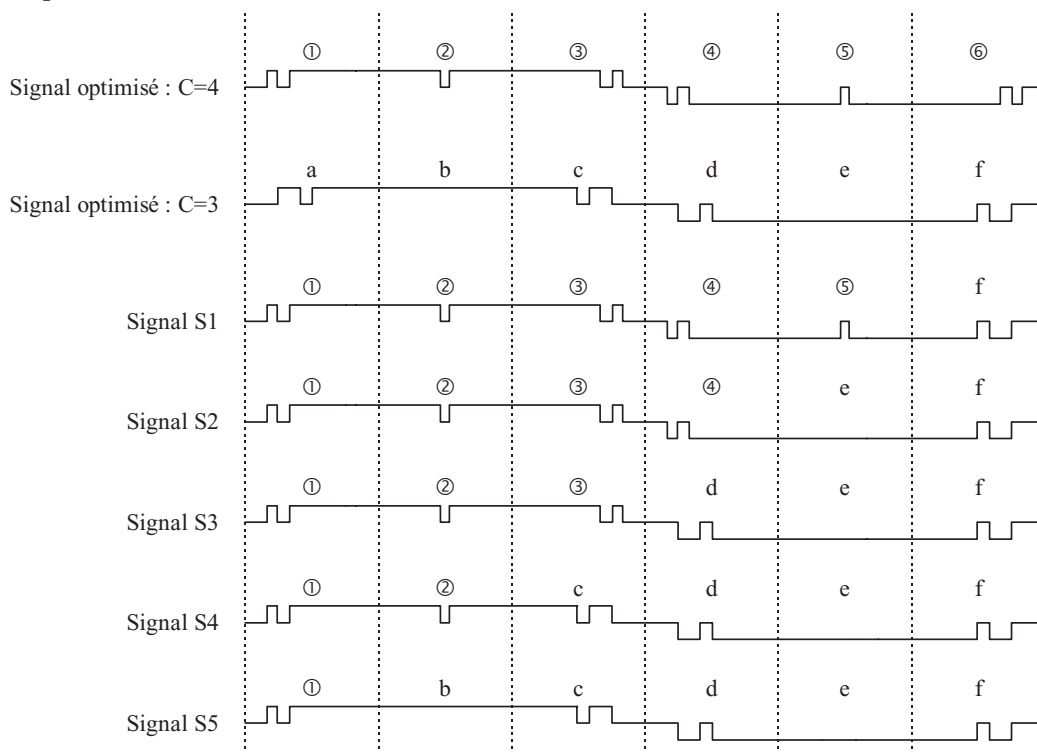 ① ② ③ ④ ⑤ ⑥
Signal optimisé : C=4
a b c d e f
Signal optimisé : C=3
① ② ③ ④ ⑤ f
Signal S1
① ② ③ ④ e f
Signal S2
① ② ③ d e f
Signal S3
① ② c d e f
Signal S4
① b c d e f
Signal S5